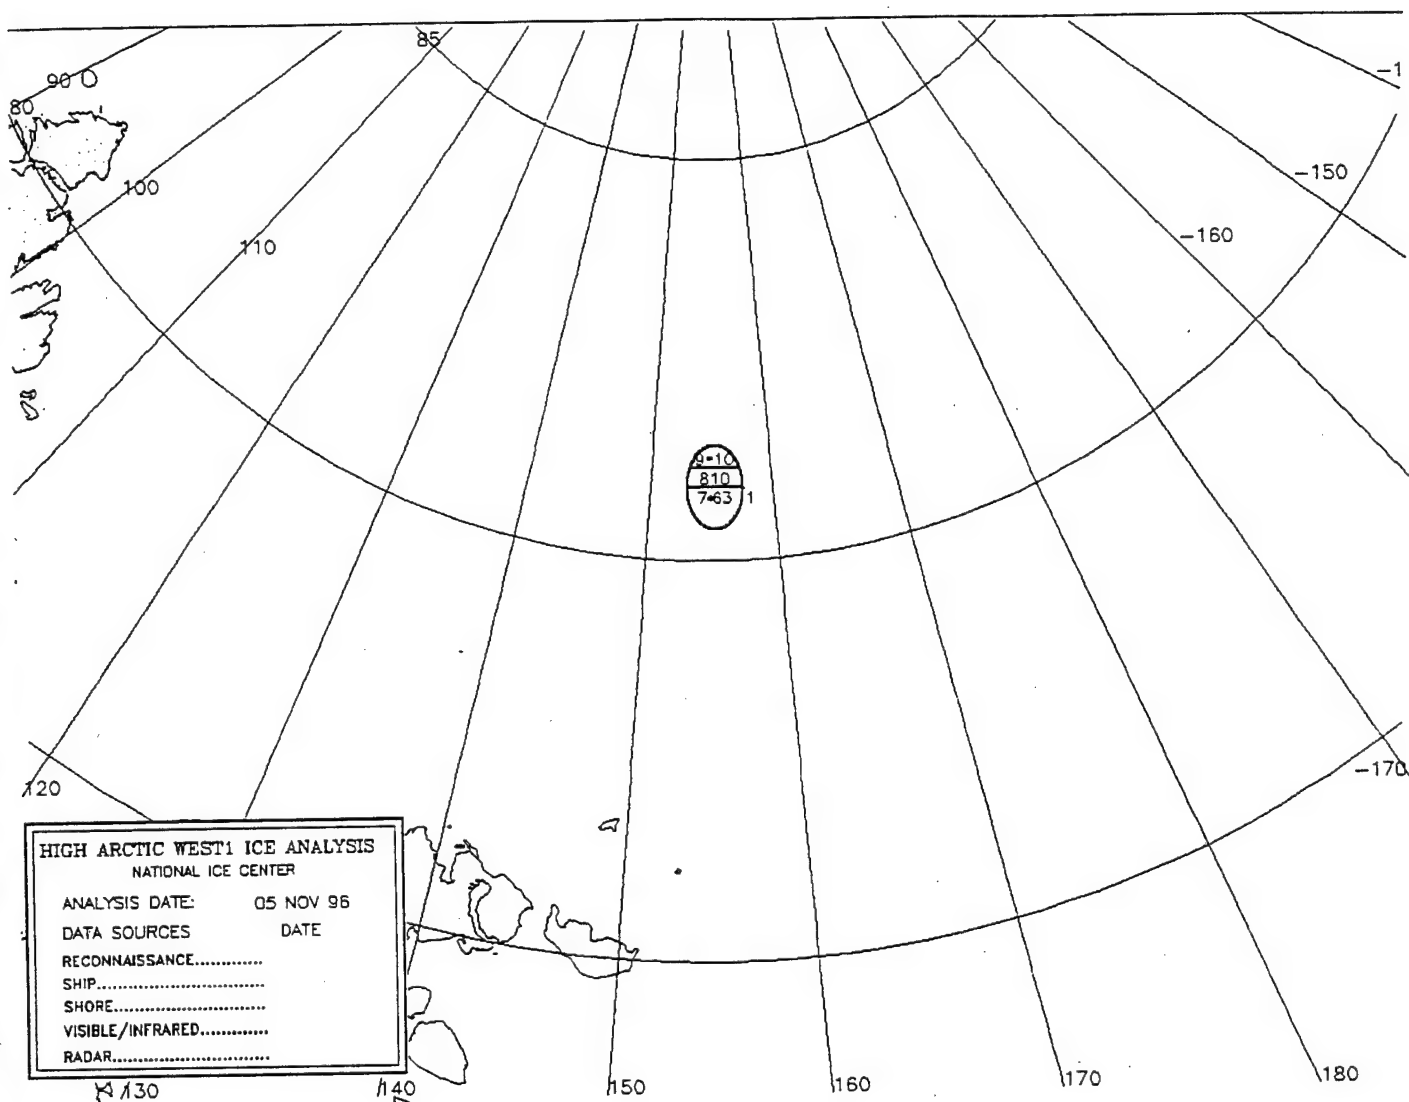 85
90
-1
80
100
-150
110
-160
9-10
810
7•63 1
120
-170
HIGH ARCTIC WEST1 ICE ANALYSIS
NATIONAL ICE CENTER
ANALYSIS DATE: 05 NOV 96
DATA SOURCES DATE
RECONNAISSANCE.............
SHIP.............................
SHORE...........................
VISIBLE/INFRARED............
RADAR............................
130
140
150
160
170
180